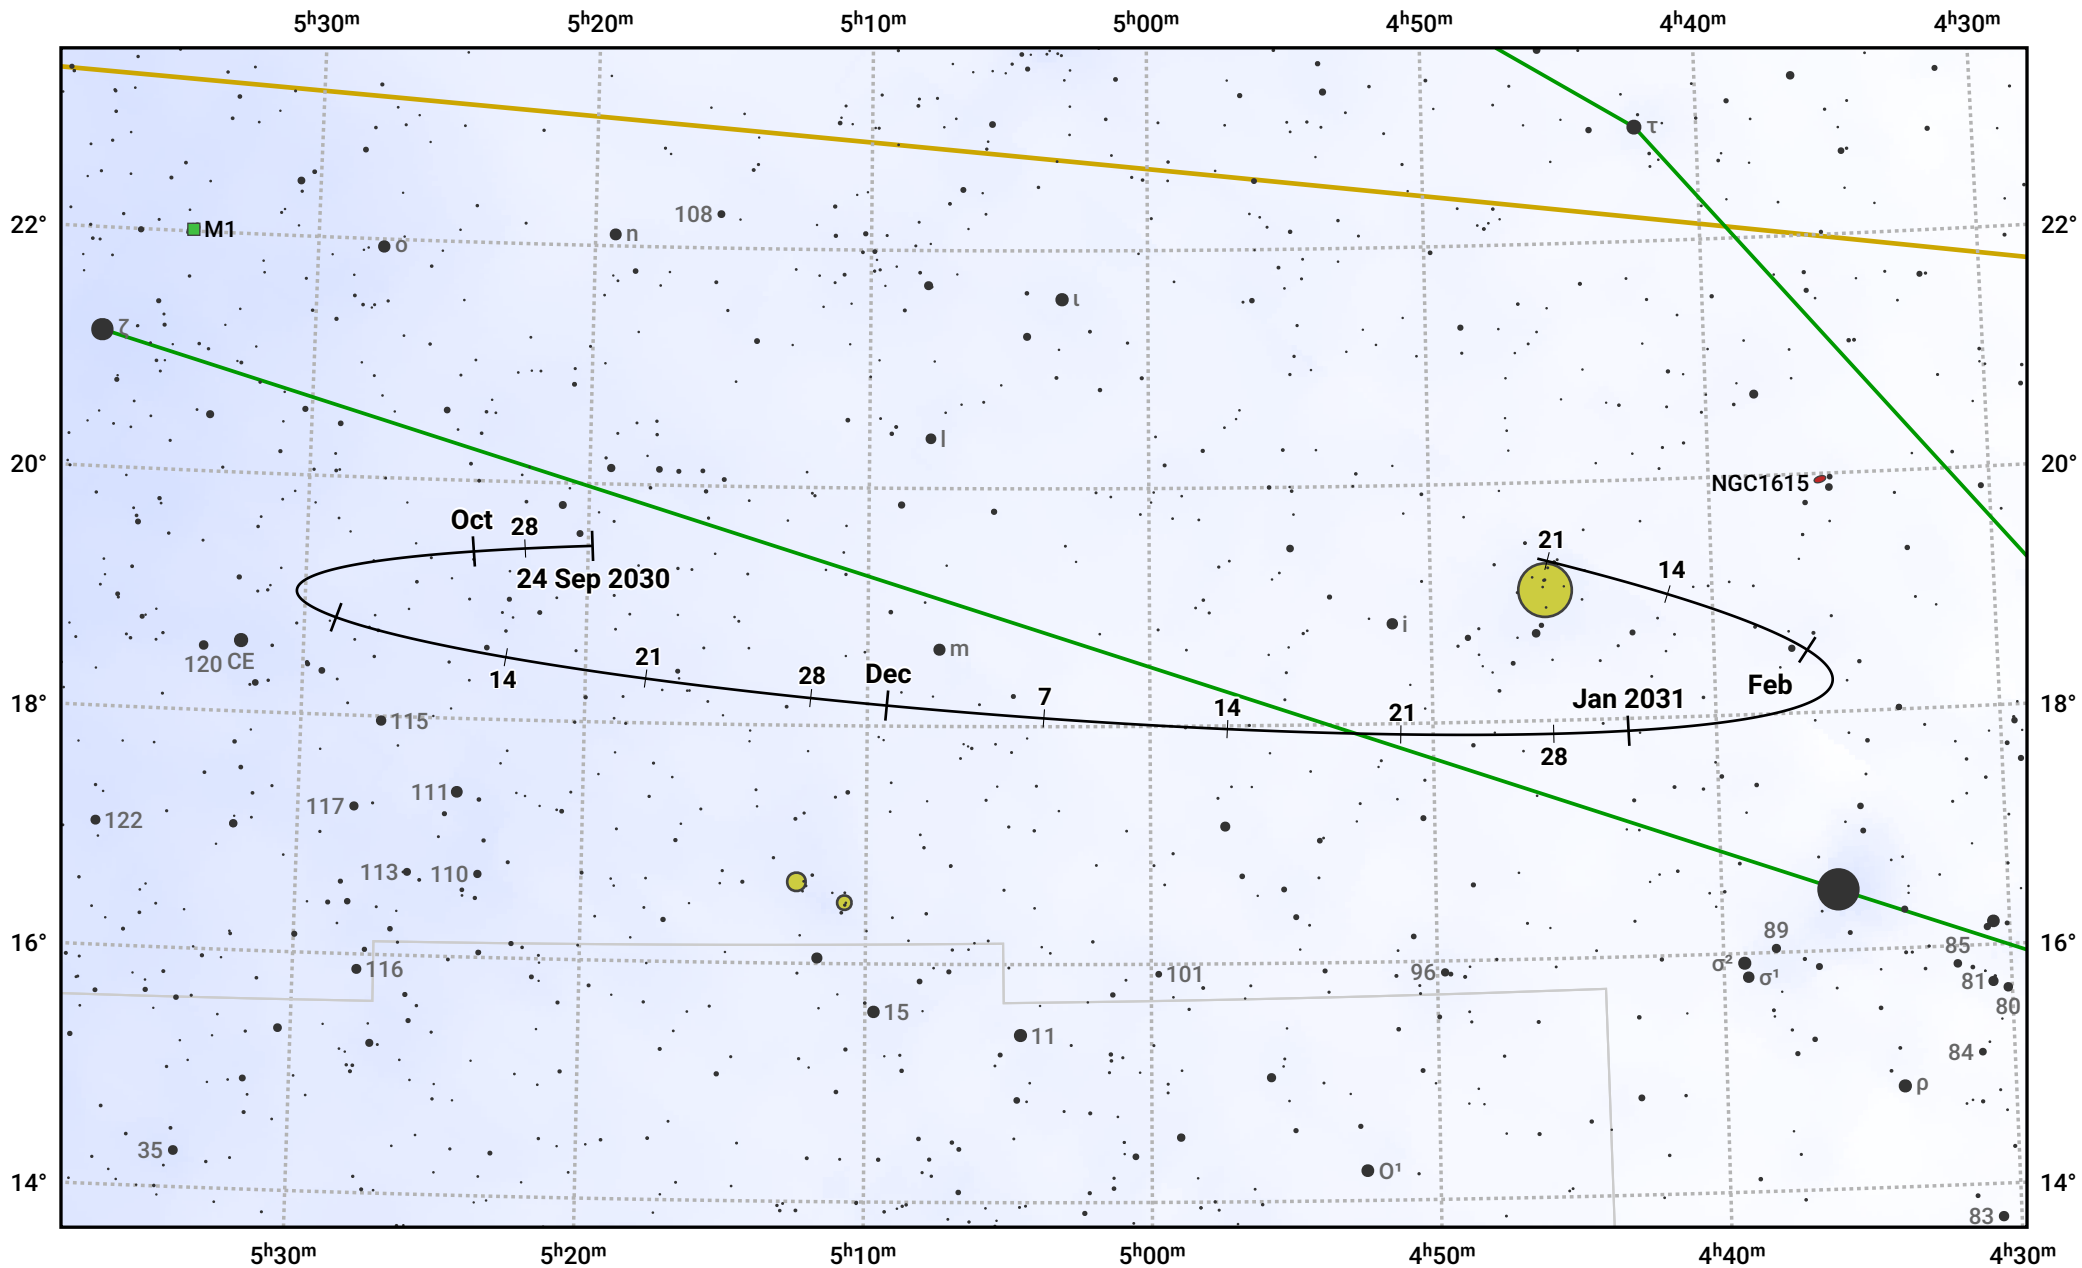 5ʰ30ᵐ 5ʰ20ᵐ 5ʰ10ᵐ 5ʰ00ᵐ 4ʰ50ᵐ 4ʰ40ᵐ 4ʰ30ᵐ
τ
108
22° M1 ο n 22°
ι
ζ
l
20° 20°
NGC1615
Oct 28
21
24 Sep 2030 14
i
m
120 CE 21
14 28 Dec Feb
7 Jan 2031
18° 14 21 18°
115
28
111
117
122
113 110
89
16° 85 16°
σ² σ¹
116 101 96 81
80
15
11
84
ρ
35
O¹
14° 14°
83
5ʰ30ᵐ 5ʰ20ᵐ 5ʰ10ᵐ 5ʰ00ᵐ 4ʰ50ᵐ 4ʰ40ᵐ 4ʰ30ᵐ